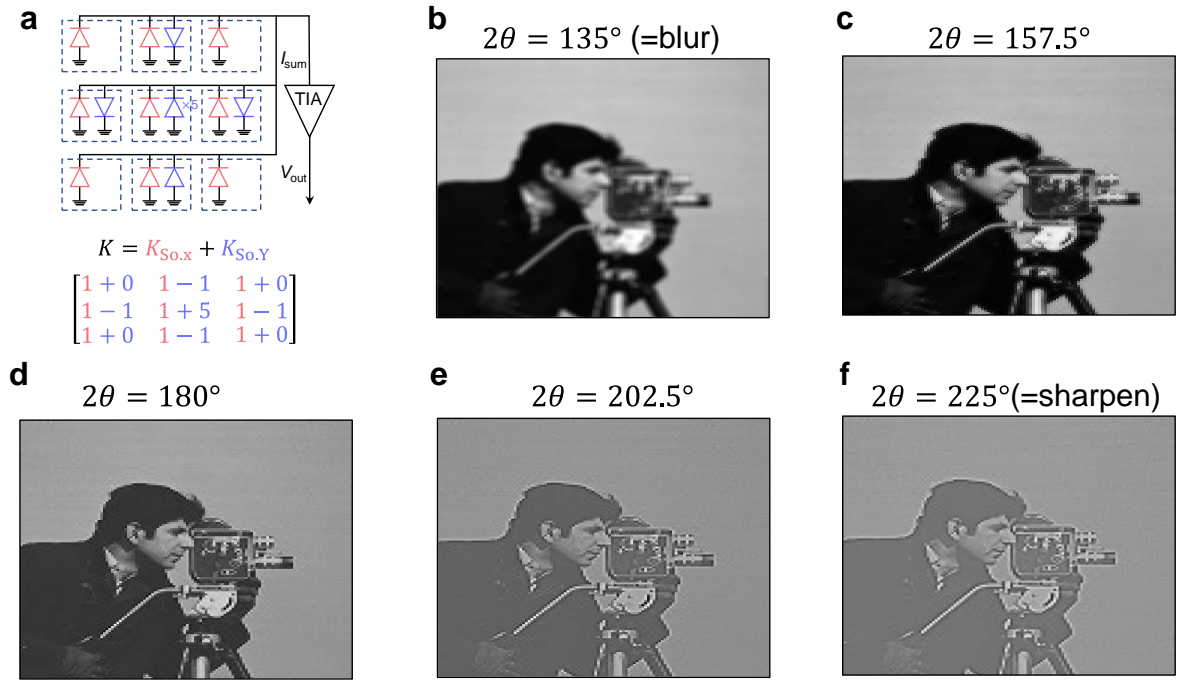 a
I_sum
×5
TIA
V_out
K = K_So.x + K_So.Y
[1 + 0 1 − 1 1 + 0
1 − 1 1 + 5 1 − 1
1 + 0 1 − 1 1 + 0]
b
2θ = 135° (=blur)
c
2θ = 157.5°
d
2θ = 180°
e
2θ = 202.5°
f
2θ = 225°(=sharpen)